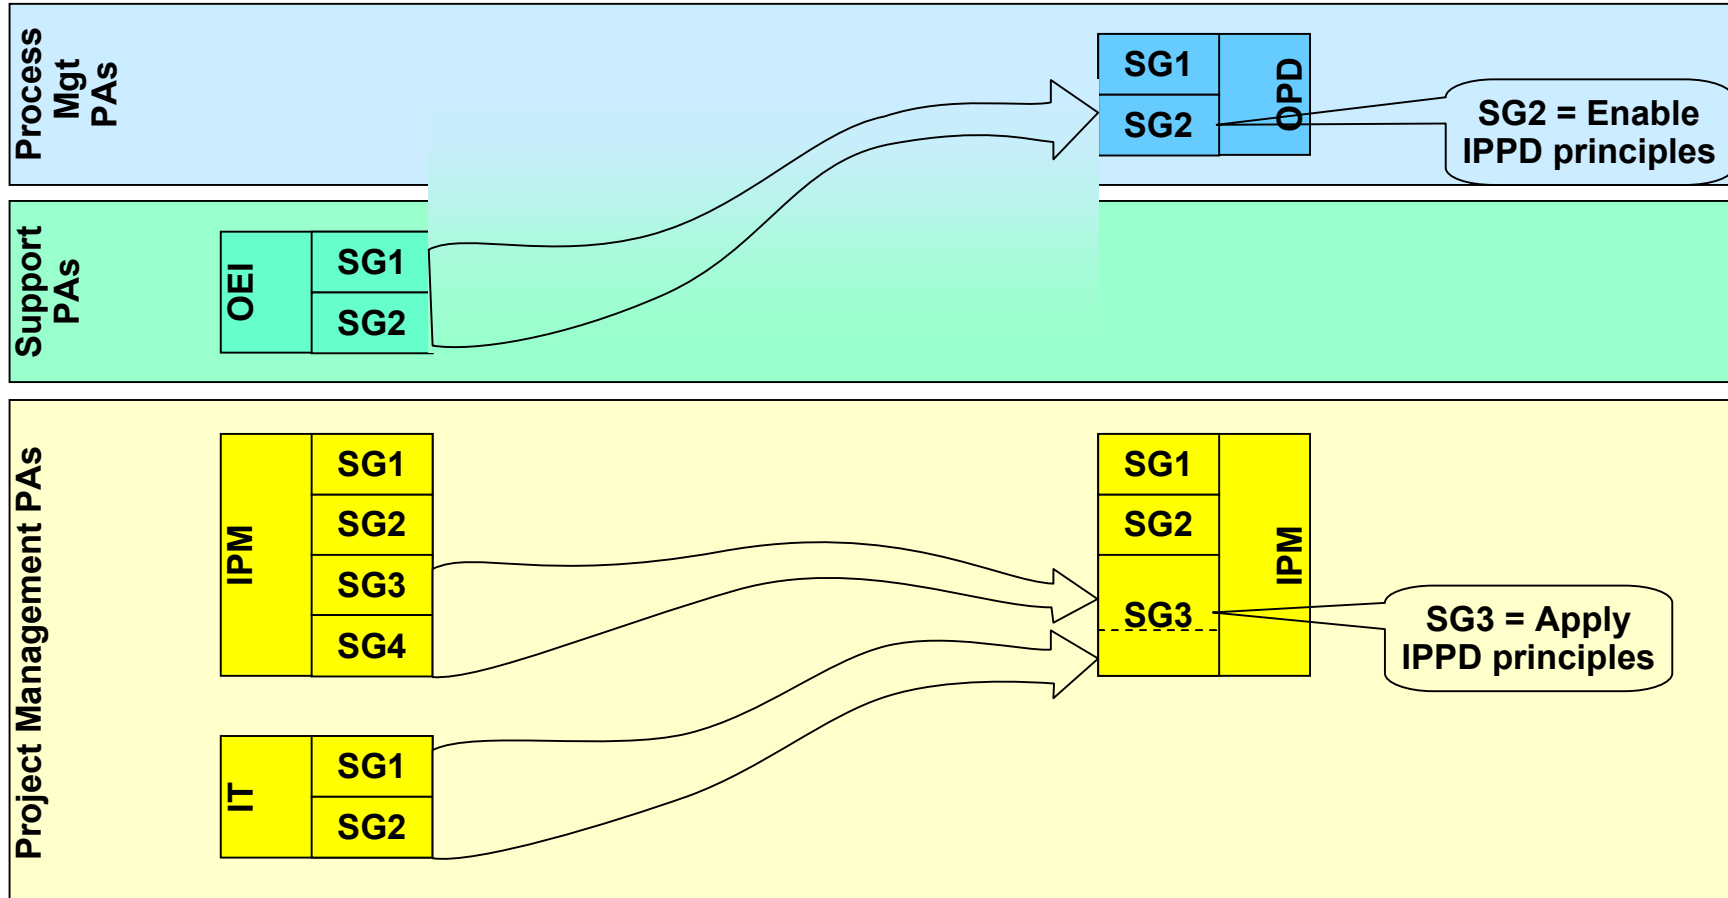 Process
Mgt
PAs
SG1
SG2
OPD
SG2 = Enable
IPPD principles
Support
PAs
OEI
SG1
SG2
Project Management PAs
IPM
SG1
SG2
SG3
SG4
SG1
SG2
SG3
IPM
SG3 = Apply
IPPD principles
IT
SG1
SG2